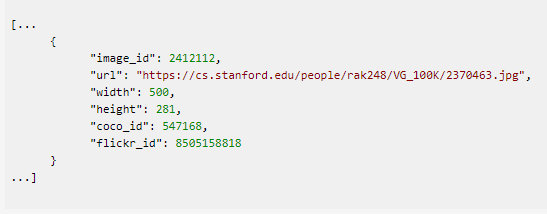 [...
{
"image_id": 2412112,
"url": "https://cs.stanford.edu/people/rak248/VG_100K/2370463.jpg",
"width": 500,
"height": 281,
"coco_id": 547168,
"flickr_id": 8505158818
}
...]